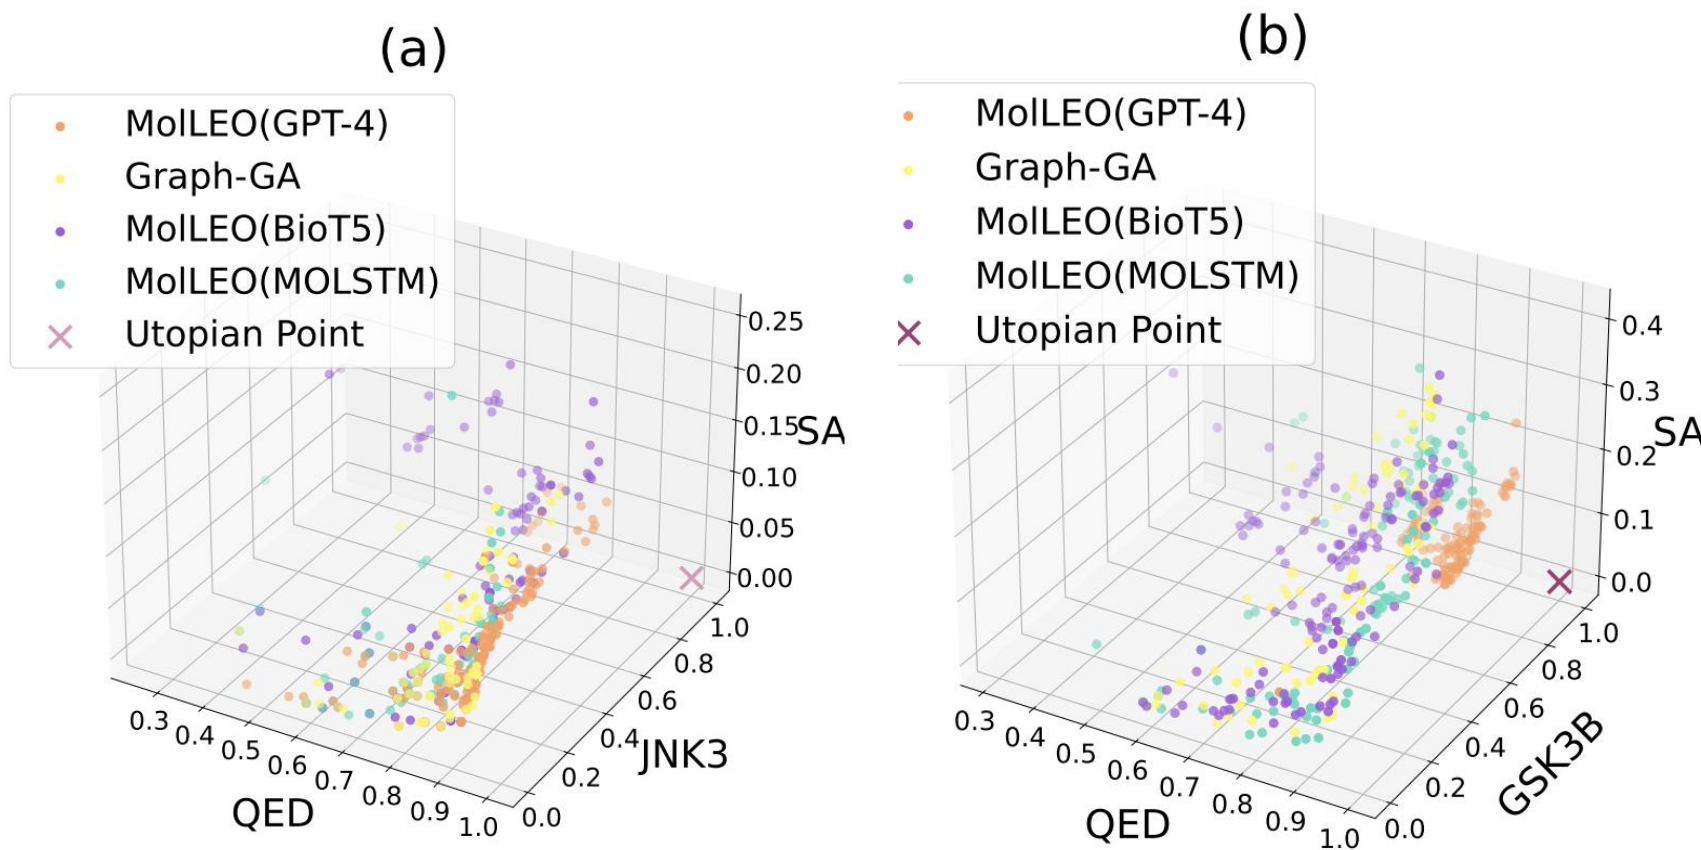 (a)
MolLEO(GPT-4)
Graph-GA
MolLEO(BioT5)
MolLEO(MOLSTM)
Utopian Point
0.25
0.20
0.15
SA
0.10
0.05
0.00
1.0
0.8
0.6
0.4
0.2
0.0
JNK3
0.3
0.4
0.5
0.6
0.7
0.8
0.9
1.0
QED
(b)
MolLEO(GPT-4)
Graph-GA
MolLEO(BioT5)
MolLEO(MOLSTM)
Utopian Point
0.4
0.3
SA
0.2
0.1
0.0
1.0
0.8
0.6
0.4
0.2
0.0
GSK3B
0.3
0.4
0.5
0.6
0.7
0.8
0.9
1.0
QED